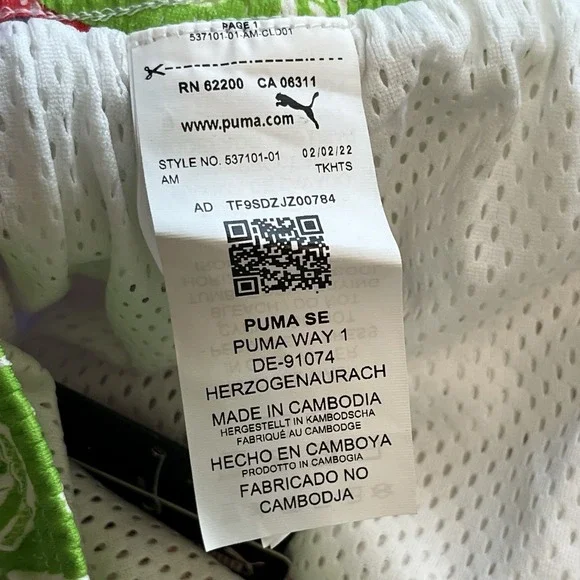 PAGE 1
537101-01-AM-CL001
RN 62200 CA 06311
www.puma.com
STYLE NO. 537101-01 02/02/22
AM TKHTS
AD TF9SDZJZ00784
PUMA SE
PUMA WAY 1
DE-91074
HERZOGENAURACH
MADE IN CAMBODIA
HERGESTELLT IN KAMBODSCHA
FABRIQUÉ AU CAMBODGE
HECHO EN CAMBOYA
PRODOTTO IN CAMBOGIA
FABRICADO NO
CAMBODJA